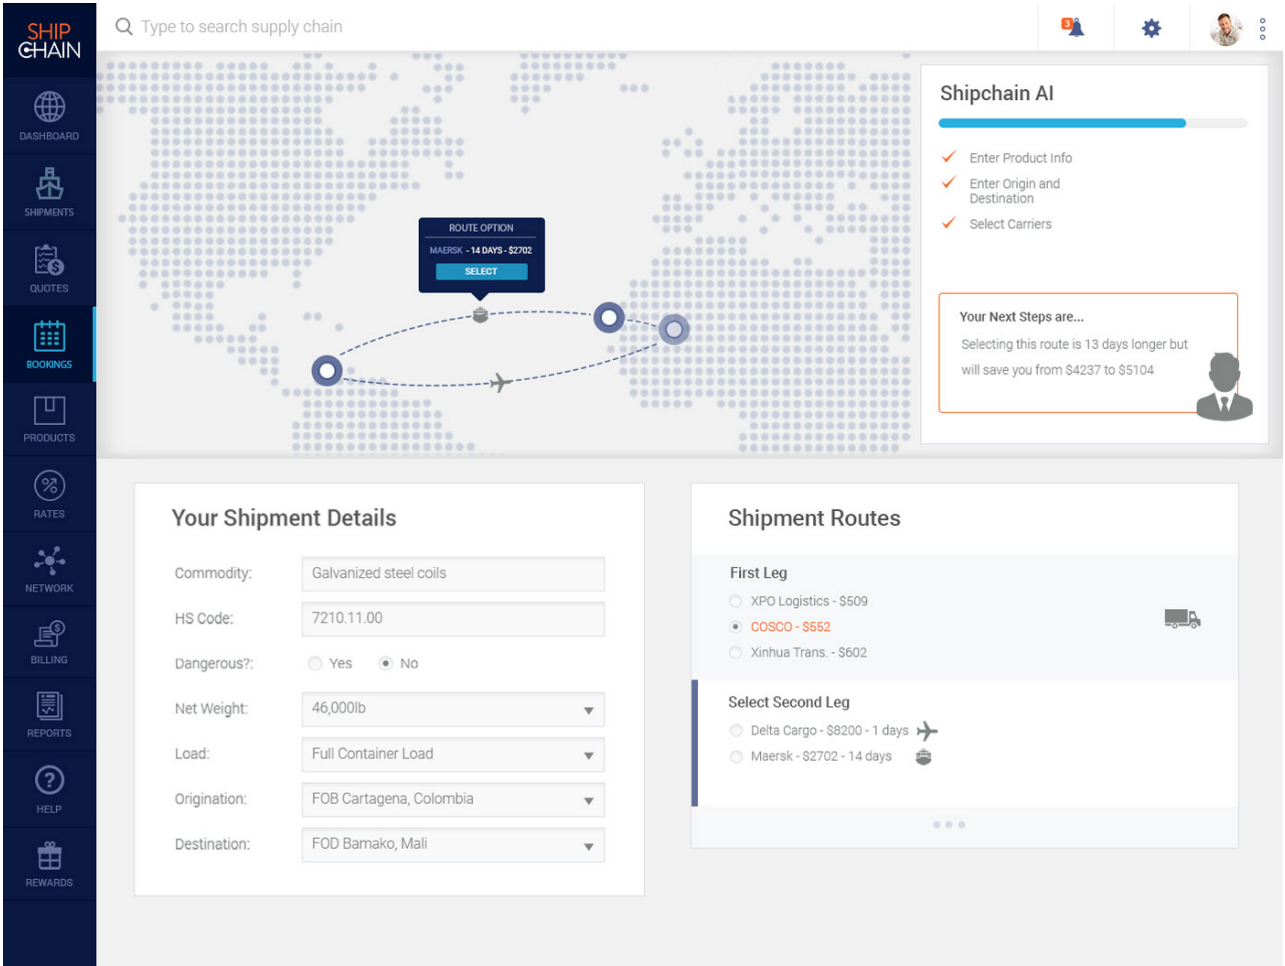 SHIP
CHAIN
Type to search supply chain
3
DASHBOARD
SHIPMENTS
QUOTES
BOOKINGS
PRODUCTS
RATES
NETWORK
BILLING
REPORTS
HELP
REWARDS
ROUTE OPTION
MAERSK - 14 DAYS - $2702
SELECT
Shipchain AI
Enter Product Info
Enter Origin and
Destination
Select Carriers
Your Next Steps are...
Selecting this route is 13 days longer but
will save you from $4237 to $5104
Your Shipment Details
Commodity: Galvanized steel coils
HS Code: 7210.11.00
Dangerous?: Yes No
Net Weight: 46,000lb
Load: Full Container Load
Origination: FOB Cartagena, Colombia
Destination: FOD Bamako, Mali
Shipment Routes
First Leg
XPO Logistics - $509
COSCO - $552
Xinhua Trans. - $602
Select Second Leg
Delta Cargo - $8200 - 1 days
Maersk - $2702 - 14 days